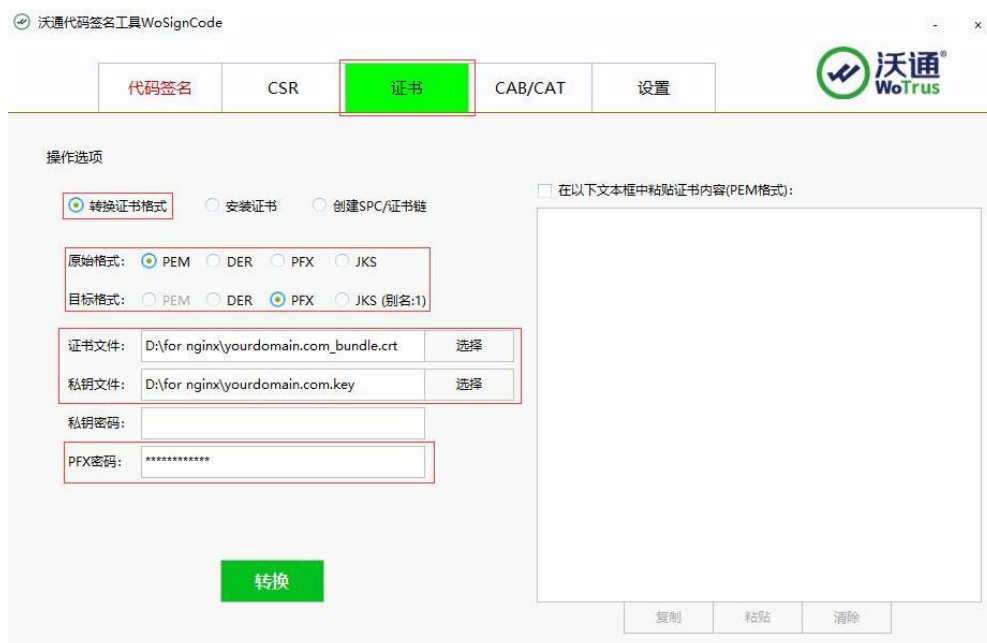 沃通代码签名工具WoSignCode
代码签名
CSR
证书
CAB/CAT
设置
沃通®
WoTrus
操作选项
转换证书格式 安装证书 创建SPC/证书链
原始格式： PEM DER PFX JKS
目标格式： PEM DER PFX JKS (别名:1)
证书文件： D:\for nginx\yourdomain.com_bundle.crt 选择
私钥文件： D:\for nginx\yourdomain.com.key 选择
私钥密码：
PFX密码： ************
转换
在以下文本框中粘贴证书内容(PEM格式)：
复制 粘贴 清除